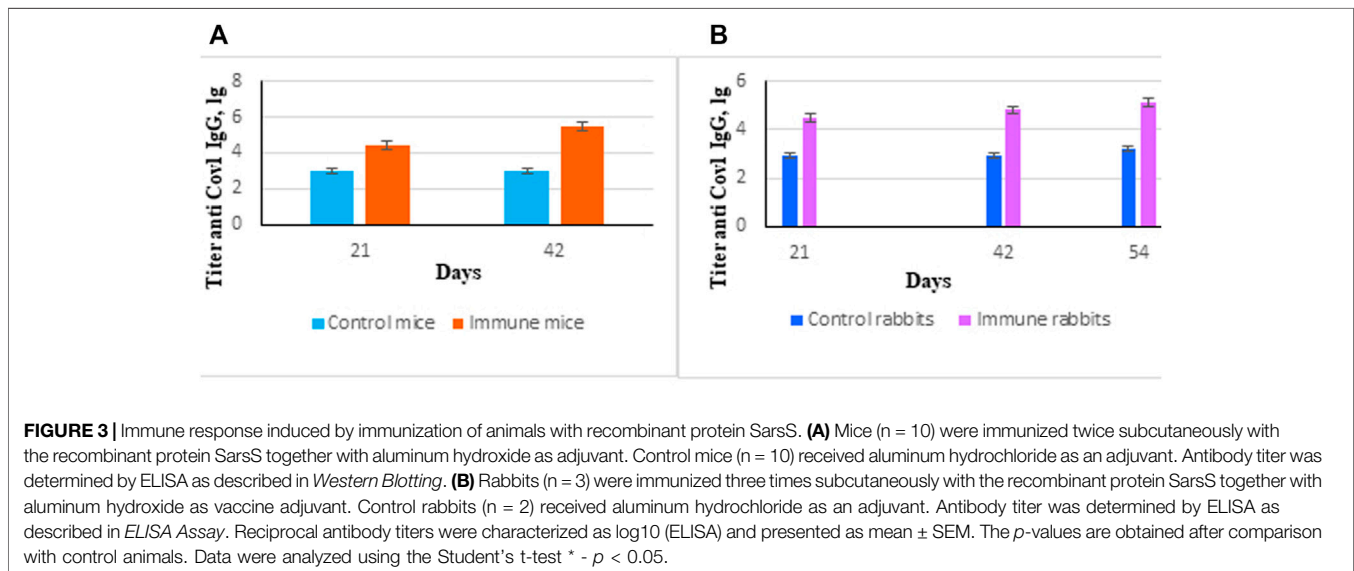 A
B
Titer anti CovI IgG, lg
8
6
4
2
0
21
42
Days
Control mice
Immune mice
Titer anti CovI IgG, lg
6
4
2
0
21
42
54
Days
Control rabbits
Immune rabbits
FIGURE 3 | Immune response induced by immunization of animals with recombinant protein SarsS. (A) Mice (n = 10) were immunized twice subcutaneously with
the recombinant protein SarsS together with aluminum hydroxide as adjuvant. Control mice (n = 10) received aluminum hydrochloride as an adjuvant. Antibody titer was
determined by ELISA as described in Western Blotting. (B) Rabbits (n = 3) were immunized three times subcutaneously with the recombinant protein SarsS together with
aluminum hydroxide as vaccine adjuvant. Control rabbits (n = 2) received aluminum hydrochloride as an adjuvant. Antibody titer was determined by ELISA as
described in ELISA Assay. Reciprocal antibody titers were characterized as log10 (ELISA) and presented as mean ± SEM. The p-values are obtained after comparison
with control animals. Data were analyzed using the Student's t-test * - p < 0.05.